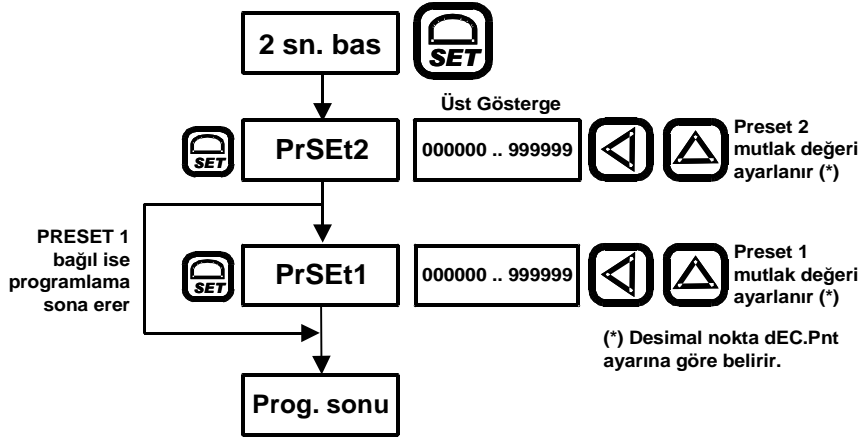 2 sn. bas
SET
Üst Gösterge
SET
PrSEt2
000000 .. 999999
Preset 2
mutlak değeri
ayarlanır (*)
PRESET 1
bağıl ise
programlama
sona erer
SET
PrSEt1
000000 .. 999999
Preset 1
mutlak değeri
ayarlanır (*)
(*) Desimal nokta dEC.Pnt
ayarına göre belirir.
Prog. sonu